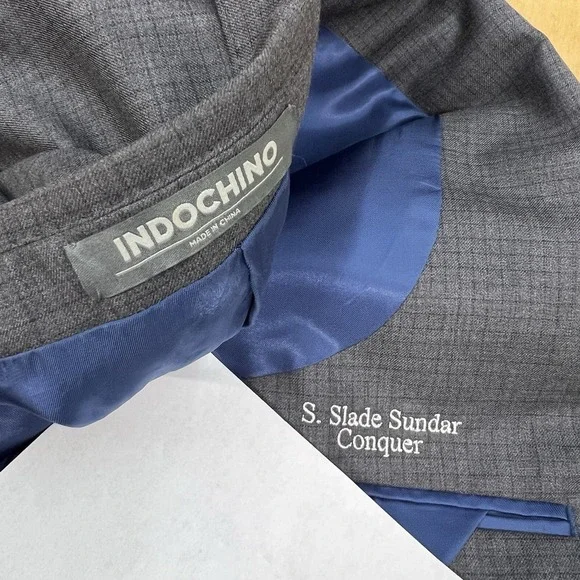 INDOCHINO
MADE IN CHINA
S. Slade Sundar
Conquer